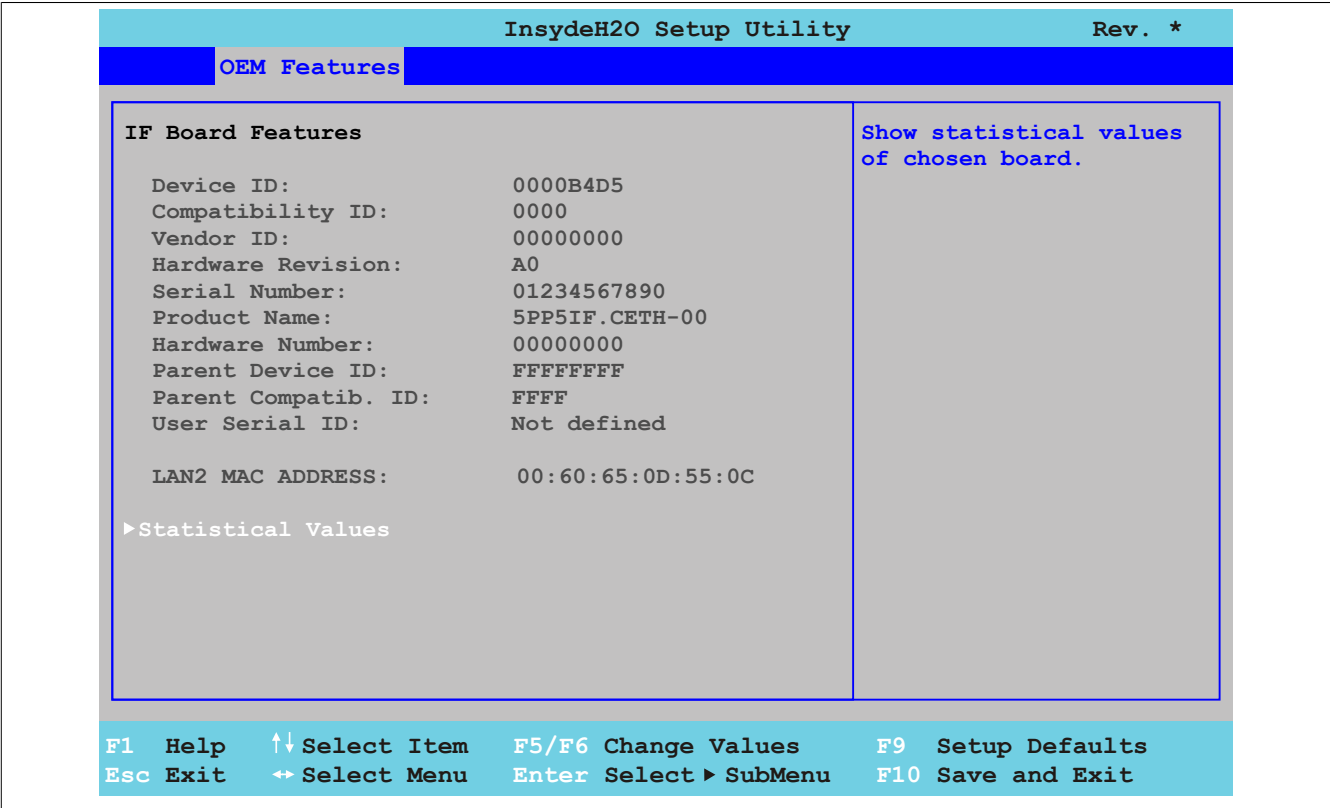 InsydeH2O Setup Utility Rev. *
OEM Features
IF Board Features
Show statistical values
of chosen board.
Device ID: 0000B4D5
Compatibility ID: 0000
Vendor ID: 00000000
Hardware Revision: A0
Serial Number: 01234567890
Product Name: 5PP5IF.CETH-00
Hardware Number: 00000000
Parent Device ID: FFFFFFFF
Parent Compatib. ID: FFFF
User Serial ID: Not defined
LAN2 MAC ADDRESS: 00:60:65:0D:55:0C
▶Statistical Values
F1 Help ↑↓ Select Item F5/F6 Change Values F9 Setup Defaults
Esc Exit ↔ Select Menu Enter Select ▶ SubMenu F10 Save and Exit